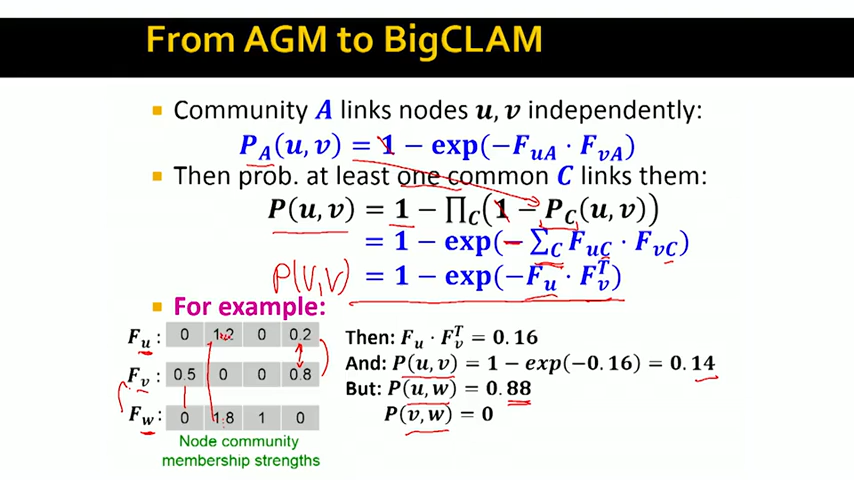 From AGM to BigCLAM
Community A links nodes u, v independently:
P_A(u, v) = 1 − exp(−F_uA · F_vA)
Then prob. at least one common C links them:
P(u, v) = 1 − ∏_C(1 − P_C(u, v))
= 1 − exp(− Σ_C F_uC · F_vC)
P(U,V) = 1 − exp(−F_u · F_v^T)
For example:
F_u: 0 1.2 0 0.2
F_v: 0.5 0 0 0.8
F_w: 0 1.8 1 0
Node community
membership strengths
Then: F_u · F_v^T = 0.16
And: P(u, v) = 1 − exp(−0.16) = 0.14
But: P(u, w) = 0.88
P(v, w) = 0